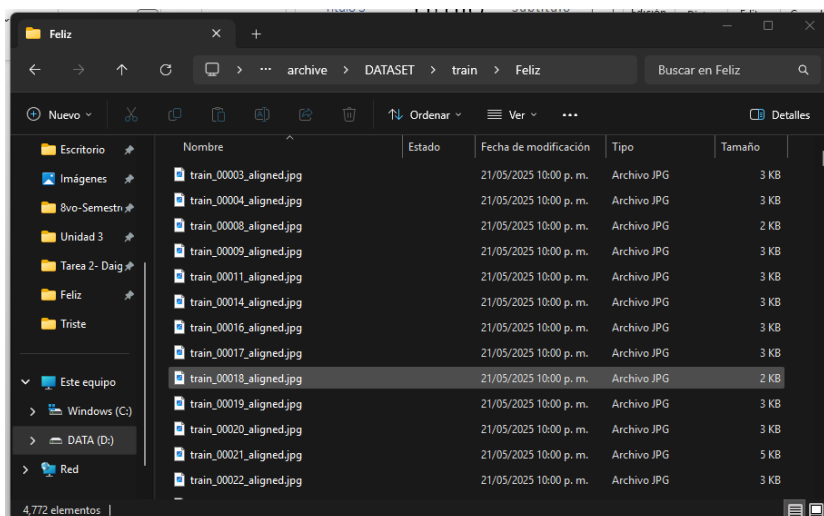 Feliz
archive > DATASET > train > Feliz
Buscar en Feliz
Nuevo
Ordenar
Ver
Detalles
Nombre Estado Fecha de modificación Tipo Tamaño
Escritorio
Imágenes
8vo-Semestre
Unidad 3
Tarea 2- Daig
Feliz
Triste
Este equipo
Windows (C:)
DATA (D:)
Red
train_00003_aligned.jpg 21/05/2025 10:00 p. m. Archivo JPG 3 KB
train_00004_aligned.jpg 21/05/2025 10:00 p. m. Archivo JPG 3 KB
train_00008_aligned.jpg 21/05/2025 10:00 p. m. Archivo JPG 2 KB
train_00009_aligned.jpg 21/05/2025 10:00 p. m. Archivo JPG 3 KB
train_00011_aligned.jpg 21/05/2025 10:00 p. m. Archivo JPG 3 KB
train_00014_aligned.jpg 21/05/2025 10:00 p. m. Archivo JPG 3 KB
train_00016_aligned.jpg 21/05/2025 10:00 p. m. Archivo JPG 3 KB
train_00017_aligned.jpg 21/05/2025 10:00 p. m. Archivo JPG 3 KB
train_00018_aligned.jpg 21/05/2025 10:00 p. m. Archivo JPG 2 KB
train_00019_aligned.jpg 21/05/2025 10:00 p. m. Archivo JPG 3 KB
train_00020_aligned.jpg 21/05/2025 10:00 p. m. Archivo JPG 3 KB
train_00021_aligned.jpg 21/05/2025 10:00 p. m. Archivo JPG 5 KB
train_00022_aligned.jpg 21/05/2025 10:00 p. m. Archivo JPG 3 KB
4,772 elementos